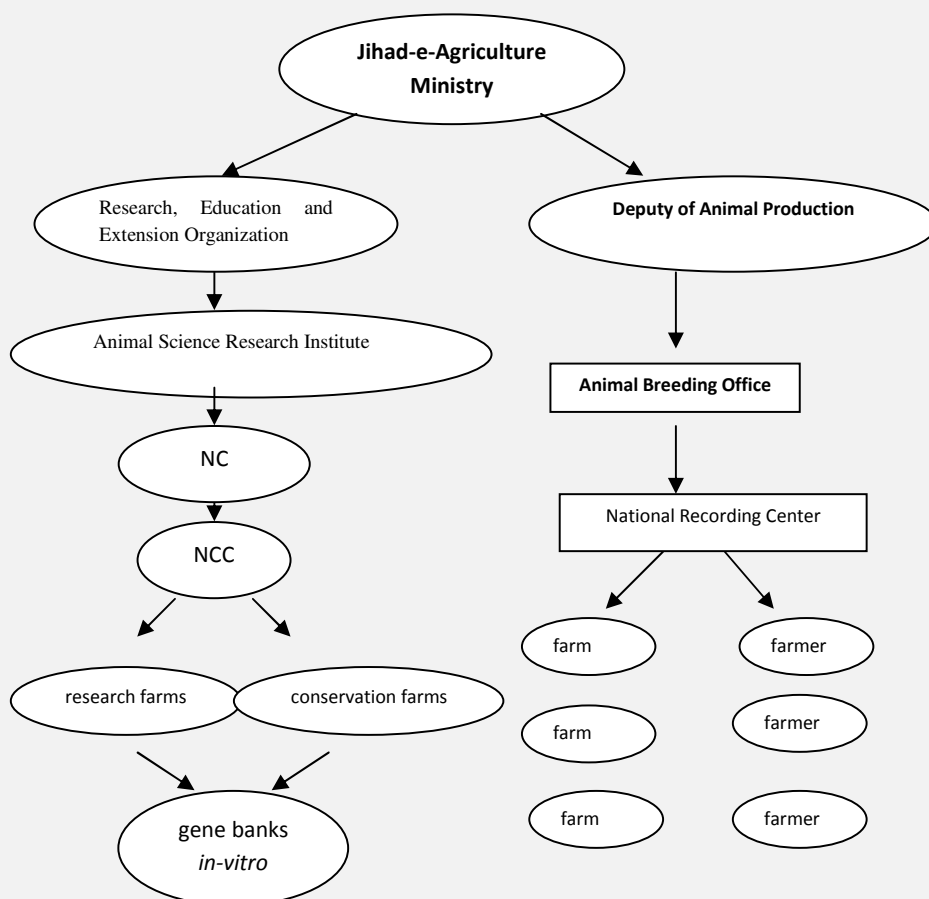 Jihad-e-Agriculture
Ministry
Research, Education and
Extension Organization
Deputy of Animal Production
Animal Science Research Institute
Animal Breeding Office
NC
National Recording Center
NCC
farm
farmer
research farms
conservation farms
farm
farmer
gene banks
in-vitro
farm
farmer